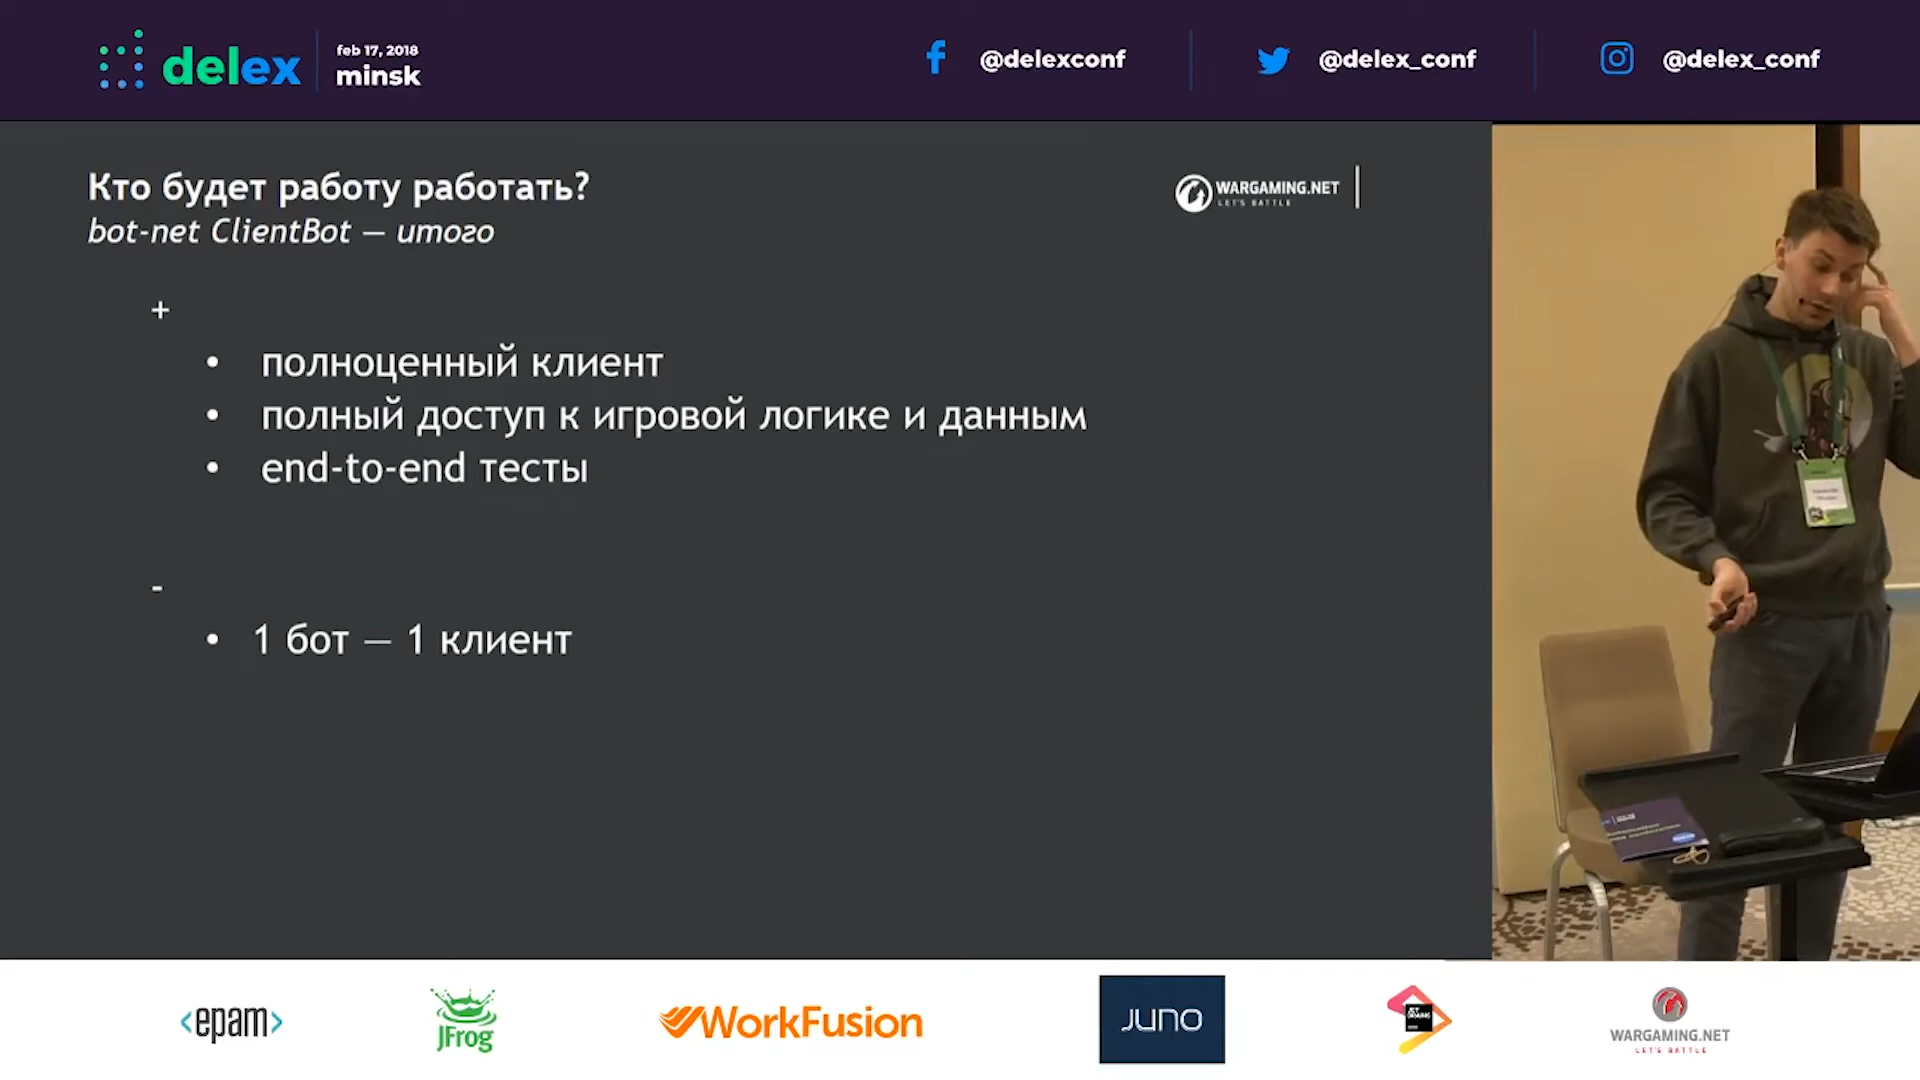 delex
feb 17, 2018
minsk
@delexconf
@delex_conf
@delex_conf
Кто будет работу работать?
bot-net ClientBot — итого
WARGAMING.NET
LET'S BATTLE
+
• полноценный клиент
• полный доступ к игровой логике и данным
• end-to-end тесты
-
• 1 бот — 1 клиент
<epam>
JFrog
WorkFusion
JUNO
JET
BRAINS
WARGAMING.NET
LET'S BATTLE